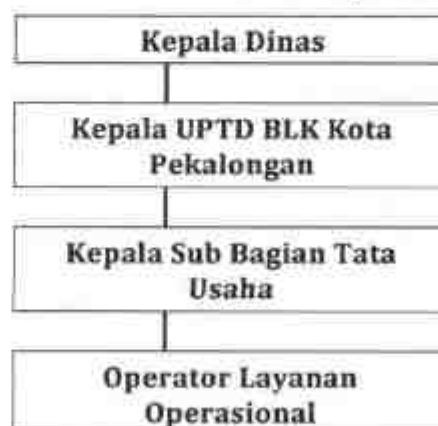 Kepala Dinas
Kepala UPTD BLK Kota
Pekalongan
Kepala Sub Bagian Tata
Usaha
Operator Layanan
Operasional